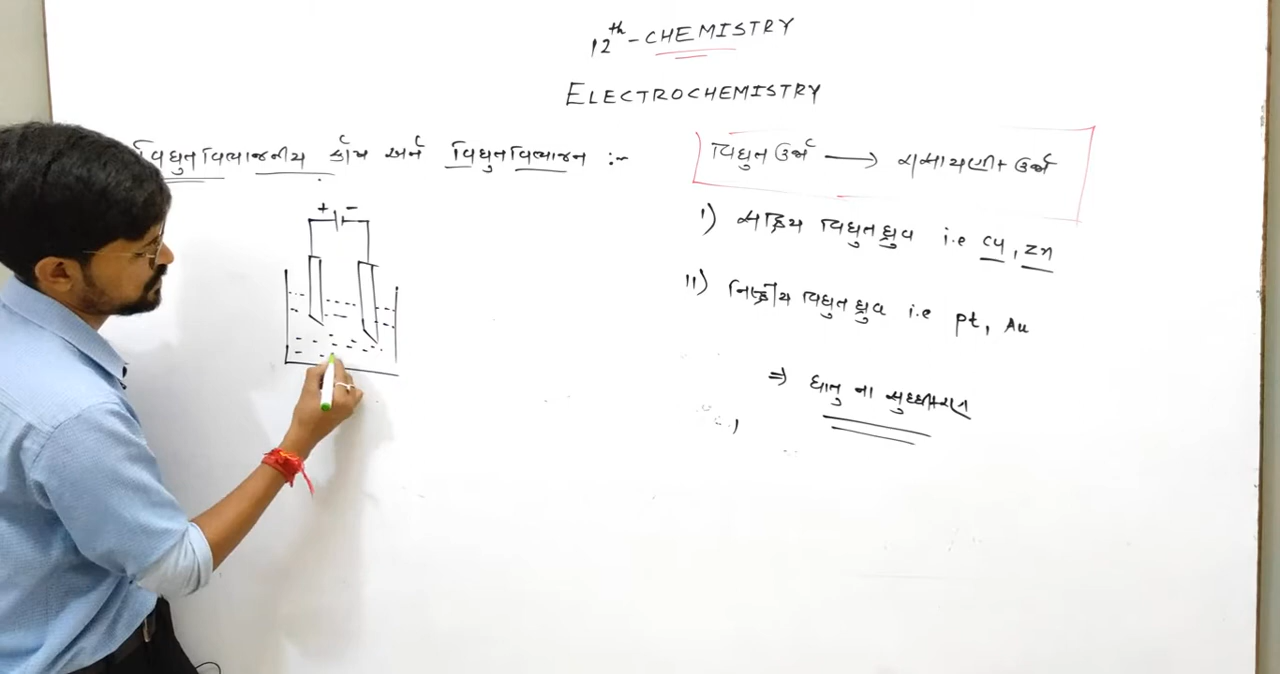 12th - CHEMISTRY
ELECTROCHEMISTRY
વિદ્યુતવિભાજનીય કોષ અને વિદ્યુતવિભાજન :-
વિદ્યુત ઉર્જા → રાસાયણીક ઉર્જા
+ -
I) સક્રિય વિદ્યુતધ્રુવ i.e Cu, Zn
II) નિષ્ક્રીય વિદ્યુતધ્રુવ i.e pt, Au
⇒ ધાતુ ના શુદ્ધીકરણ